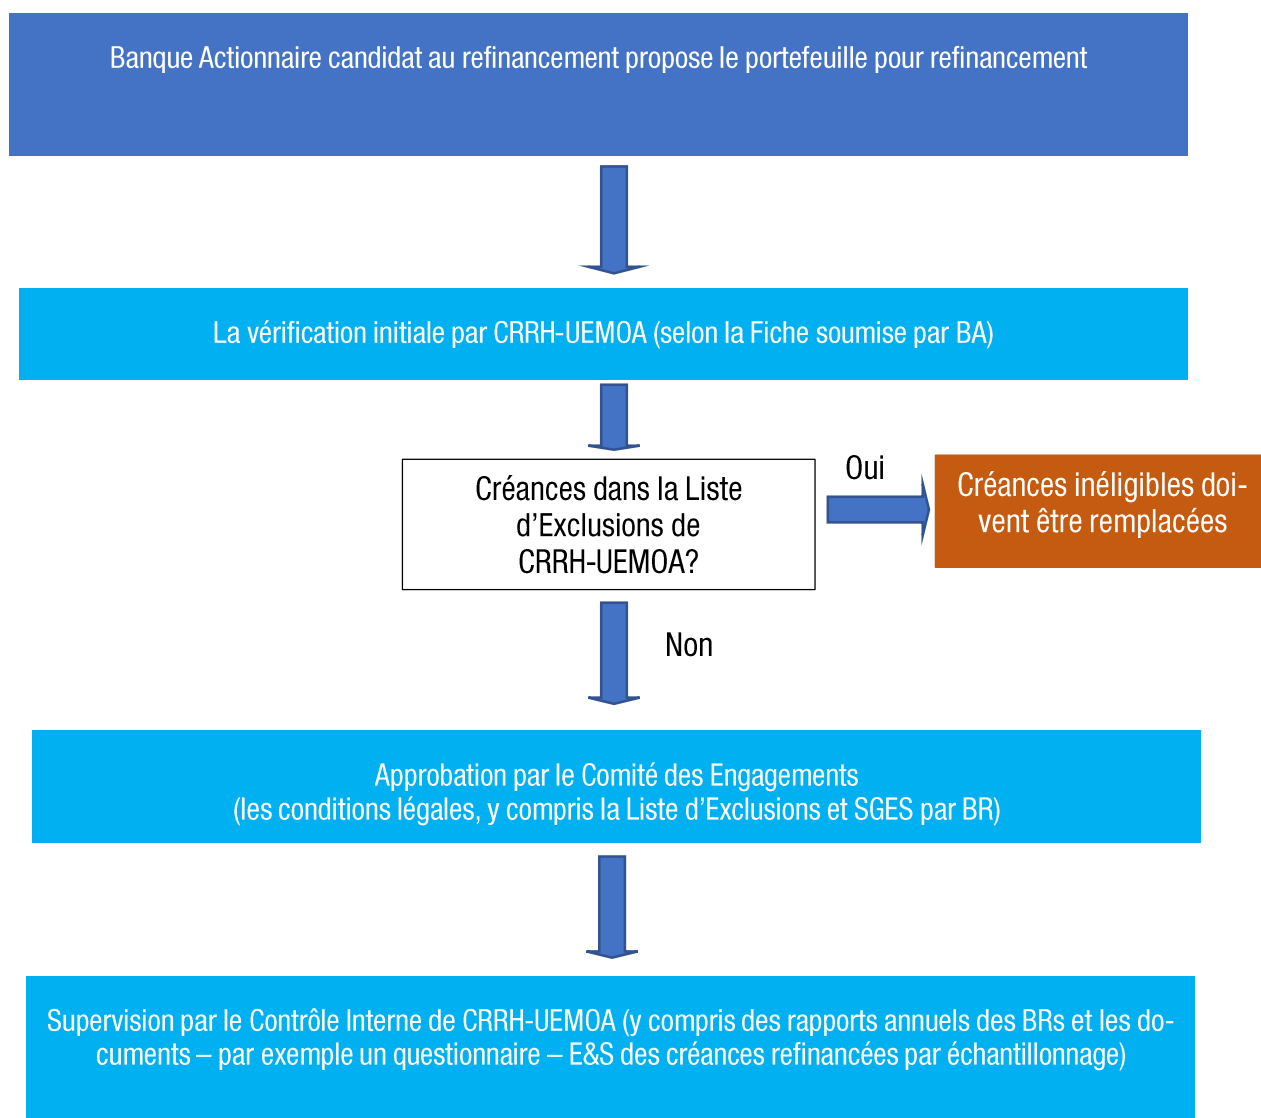 Banque Actionnaire candidat au refinancement propose le portefeuille pour refinancement
La vérification initiale par CRRH-UEMOA (selon la Fiche soumise par BA)
Créances dans la Liste
d’Exclusions de
CRRH-UEMOA?
Oui
Créances inéligibles doi-
vent être remplacées
Non
Approbation par le Comité des Engagements
(les conditions légales, y compris la Liste d’Exclusions et SGES par BR)
Supervision par le Contrôle Interne de CRRH-UEMOA (y compris des rapports annuels des BRs et les do-
cuments – par exemple un questionnaire – E&S des créances refinancées par échantillonnage)